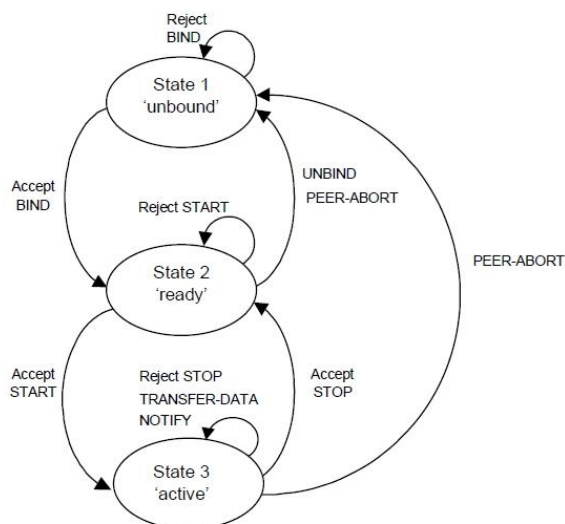 Reject
BIND
State 1
‘unbound’
Accept
BIND
UNBIND
PEER-ABORT
Reject START
PEER-ABORT
State 2
‘ready’
Accept
START
Reject STOP
TRANSFER-DATA
NOTIFY
Accept
STOP
State 3
‘active’